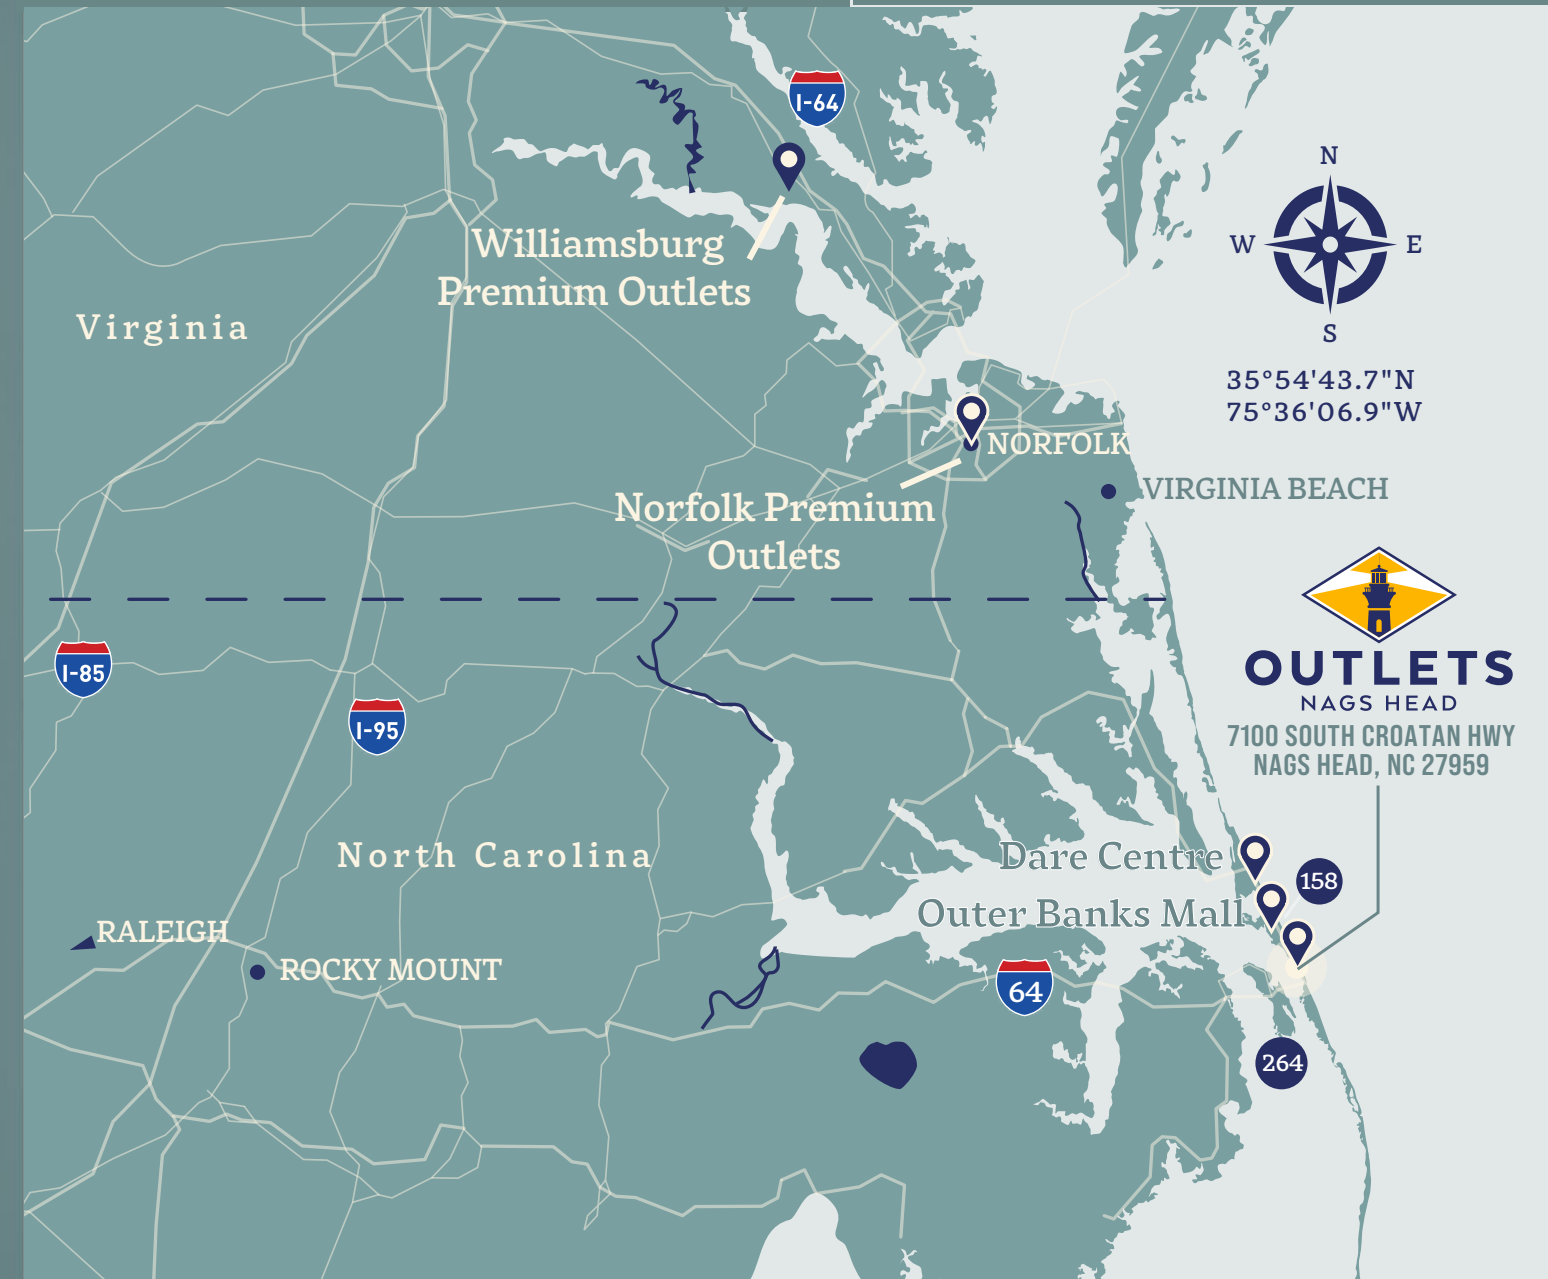 I-64
N
W
E
S
Williamsburg
Premium Outlets
Virginia
35°54'43.7"N
75°36'06.9"W
NORFOLK
VIRGINIA BEACH
Norfolk Premium
Outlets
I-85
I-95
OUTLETS
NAGS HEAD
7100 SOUTH CROATAN HWY
NAGS HEAD, NC 27959
North Carolina
Dare Centre
158
Outer Banks Mall
RALEIGH
ROCKY MOUNT
64
264